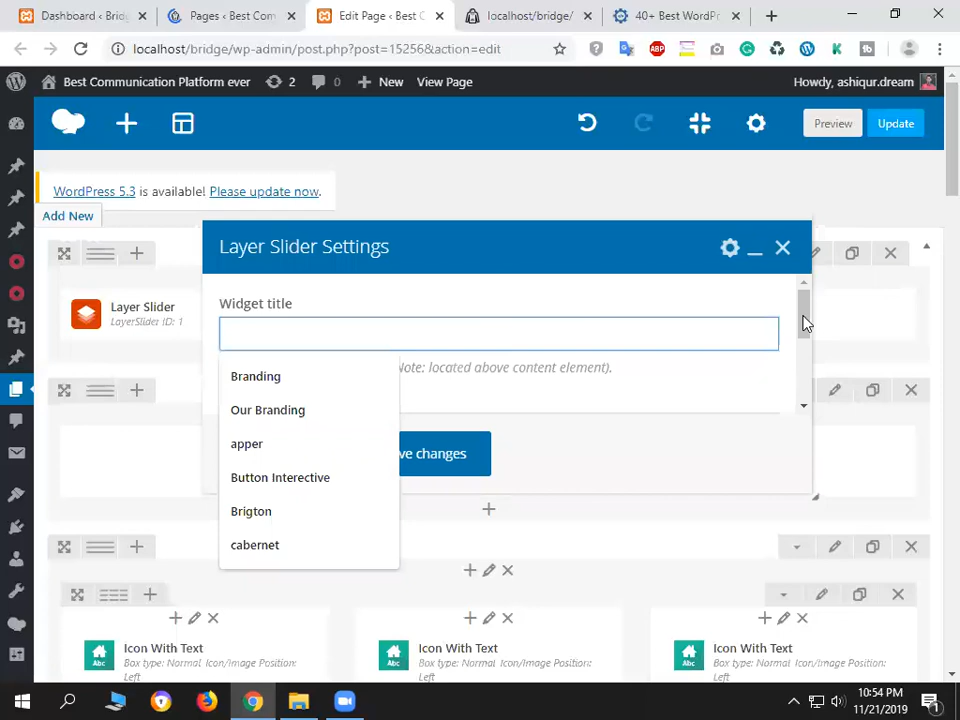 Dashboard ‹ Bridg
Pages ‹ Best Com
Edit Page ‹ Best C
localhost/bridge/
40+ Best WordPr
localhost/bridge/wp-admin/post.php?post=15256&action=edit
Best Communication Platform ever
2
0
New
View Page
Howdy, ashiqur.dream
Preview
Update
WordPress 5.3 is available! Please update now.
Add New
Layer Slider Settings
Layer Slider
LayerSlider ID: 1
Widget title
Note: located above content element).
Branding
Our Branding
apper
Button Interective
Brigton
cabernet
ve changes
Icon With Text
Box type: Normal Icon/Image Position:
Left
Icon With Text
Box type: Normal Icon/Image Position:
Left
Icon With Text
Box type: Normal Icon/Image Position:
Left
10:54 PM
11/21/2019